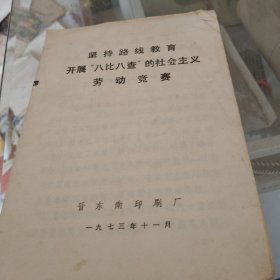 坚持路线教育
开展“八比八查”的社会主义
劳动竞赛
晋东南印刷厂
一九七三年十一月